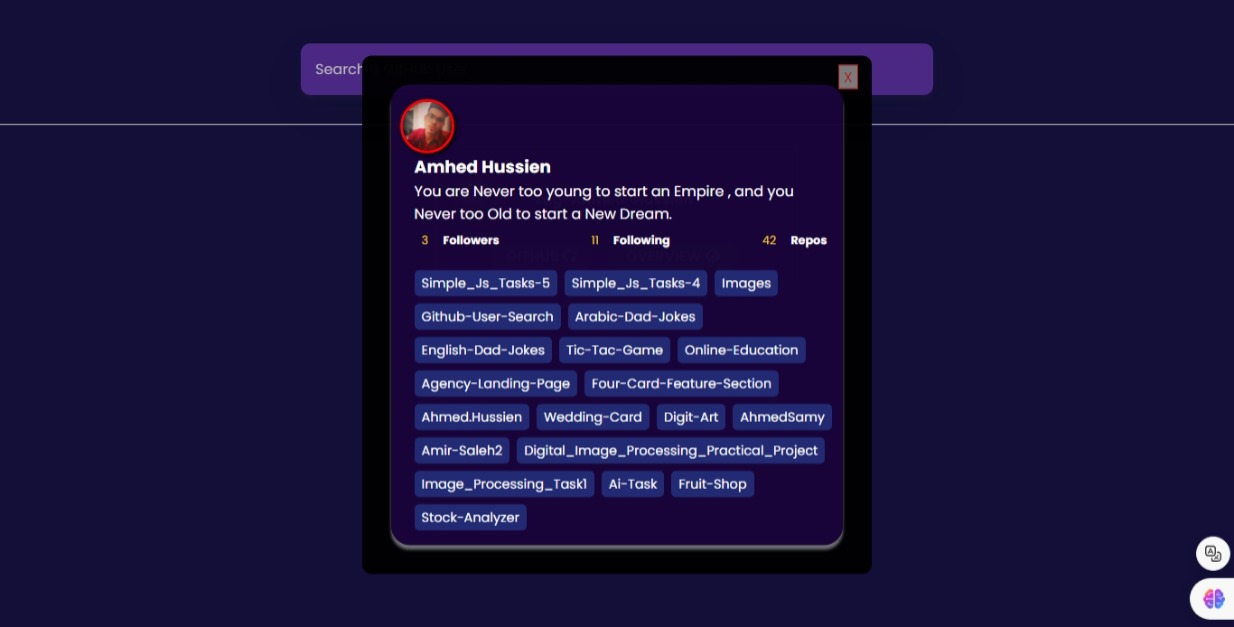 Search
X
Amhed Hussien
You are Never too young to start an Empire , and you
Never too Old to start a New Dream.
3 Followers 11 Following 42 Repos
Simple_Js_Tasks-5 Simple_Js_Tasks-4 Images
Github-User-Search Arabic-Dad-Jokes
English-Dad-Jokes Tic-Tac-Game Online-Education
Agency-Landing-Page Four-Card-Feature-Section
Ahmed.Hussien Wedding-Card Digit-Art AhmedSamy
Amir-Saleh2 Digital_Image_Processing_Practical_Project
Image_Processing_Task1 Ai-Task Fruit-Shop
Stock-Analyzer